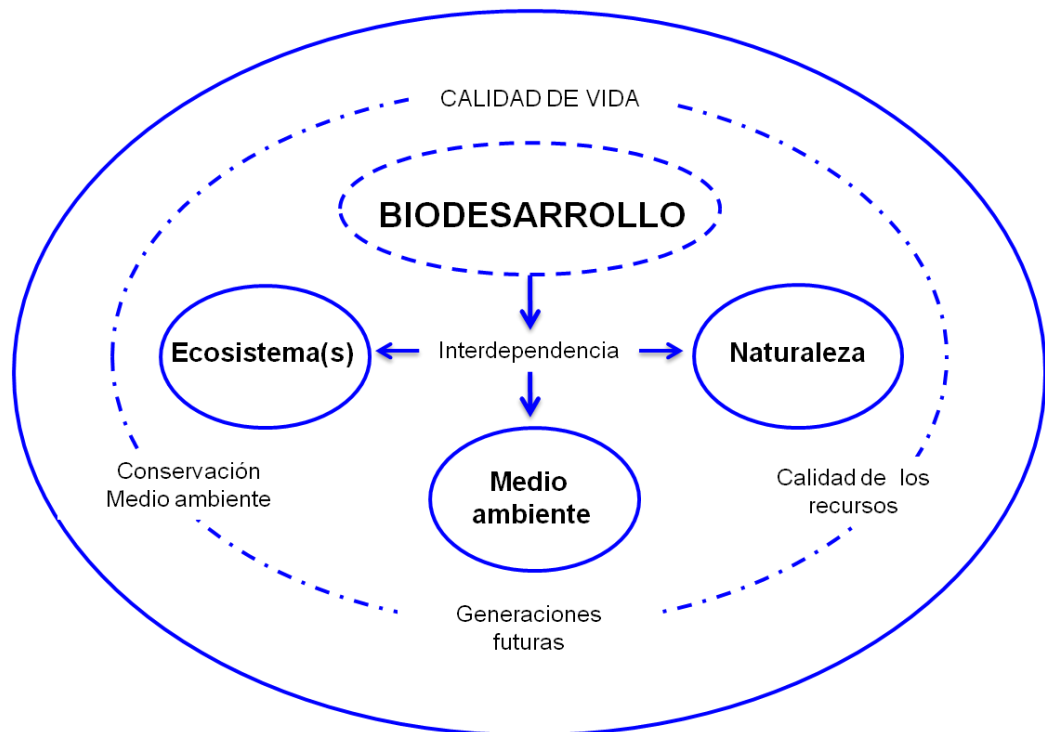 CALIDAD DE VIDA
BIODESARROLLO
Ecosistema(s)
Interdependencia
Naturaleza
Conservación
Medio ambiente
Medio
ambiente
Calidad de los
recursos
Generaciones
futuras